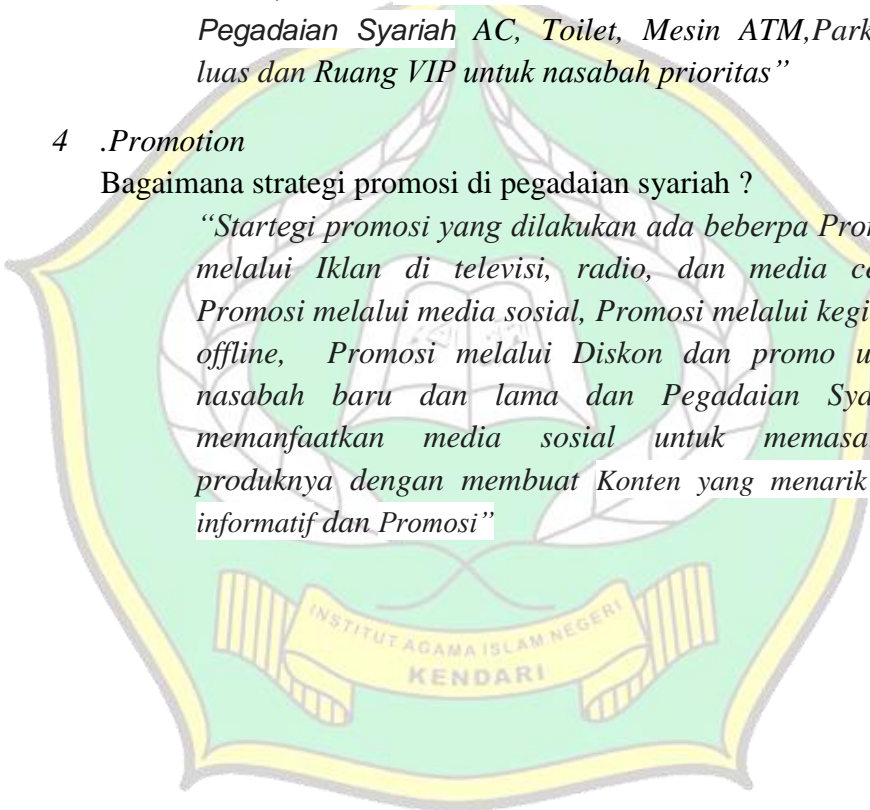 Pegadaian Syariah AC, Toilet, Mesin ATM,Park
luas dan Ruang VIP untuk nasabah prioritas”
4 .Promotion
Bagaimana strategi promosi di pegadaian syariah ?
“Startegi promosi yang dilakukan ada beberpa Pro
melalui Iklan di televisi, radio, dan media c
Promosi melalui media sosial, Promosi melalui kegi
offline, Promosi melalui Diskon dan promo u
nasabah baru dan lama dan Pegadaian Sya
memanfaatkan media sosial untuk memasa
produknya dengan membuat Konten yang menarik
informatif dan Promosi”
INSTITUT AGAMA ISLAM NEGERI
KENDARI